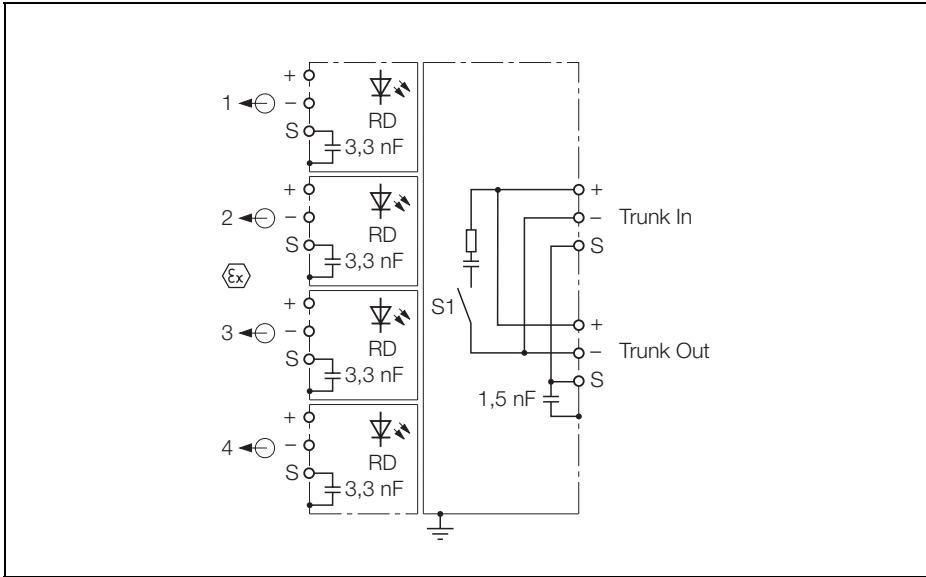 +
1
−
RD
S
3,3 nF
+
2
−
RD
S
3,3 nF
Ex
+
3
−
RD
S
3,3 nF
+
4
−
RD
S
3,3 nF
S1
+
− Trunk In
S
+
− Trunk Out
S
1,5 nF